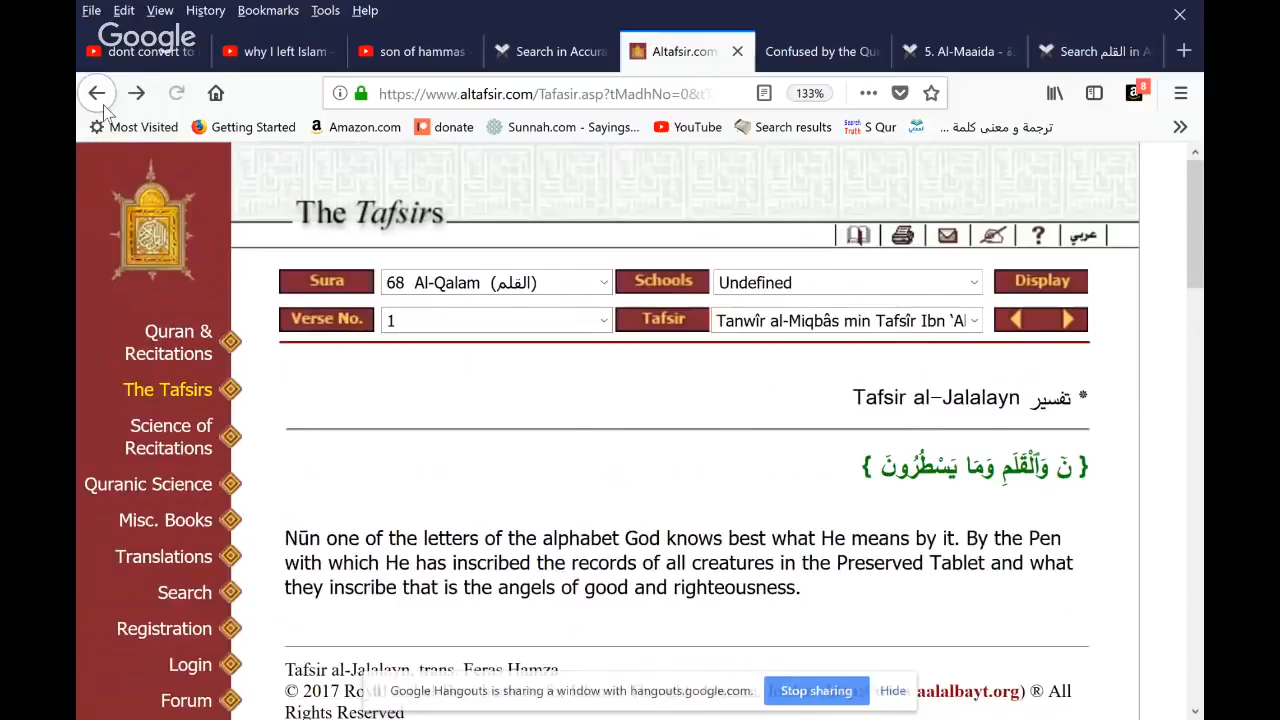 File Edit View History Bookmarks Tools Help
Google
dont convert to
why I left Islam
son of hammas
Search in Accura
Altafsir.com
Confused by the Qu
5. Al-Maaida - ة
Search القلم in A
https://www.altafsir.com/Tafasir.asp?tMadhNo=0&t
133%
8
Most Visited Getting Started Amazon.com donate Sunnah.com - Sayings... YouTube Search results Search Truth S Qur ترجمة و معنى كلمة ...
The Tafsirs
عربي
Sura 68 Al-Qalam (القلم) Schools Undefined Display
Verse No. 1 Tafsir Tanwîr al-Miqbâs min Tafsîr Ibn ‘A
Quran &
Recitations
The Tafsirs
Science of
Recitations
Quranic Science
Misc. Books
Translations
Search
Registration
Login
Forum
* تفسير Tafsir al-Jalalayn
{ نۤ وَٱلْقَلَمِ وَمَا يَسْطُرُونَ }
Nūn one of the letters of the alphabet God knows best what He means by it. By the Pen
with which He has inscribed the records of all creatures in the Preserved Tablet and what
they inscribe that is the angels of good and righteousness.
Tafsir al-Jalalayn, trans. Feras Hamza
© 2017 aalalbayt.org) ® All
Rights Reserved
Google Hangouts is sharing a window with hangouts.google.com. Stop sharing Hide